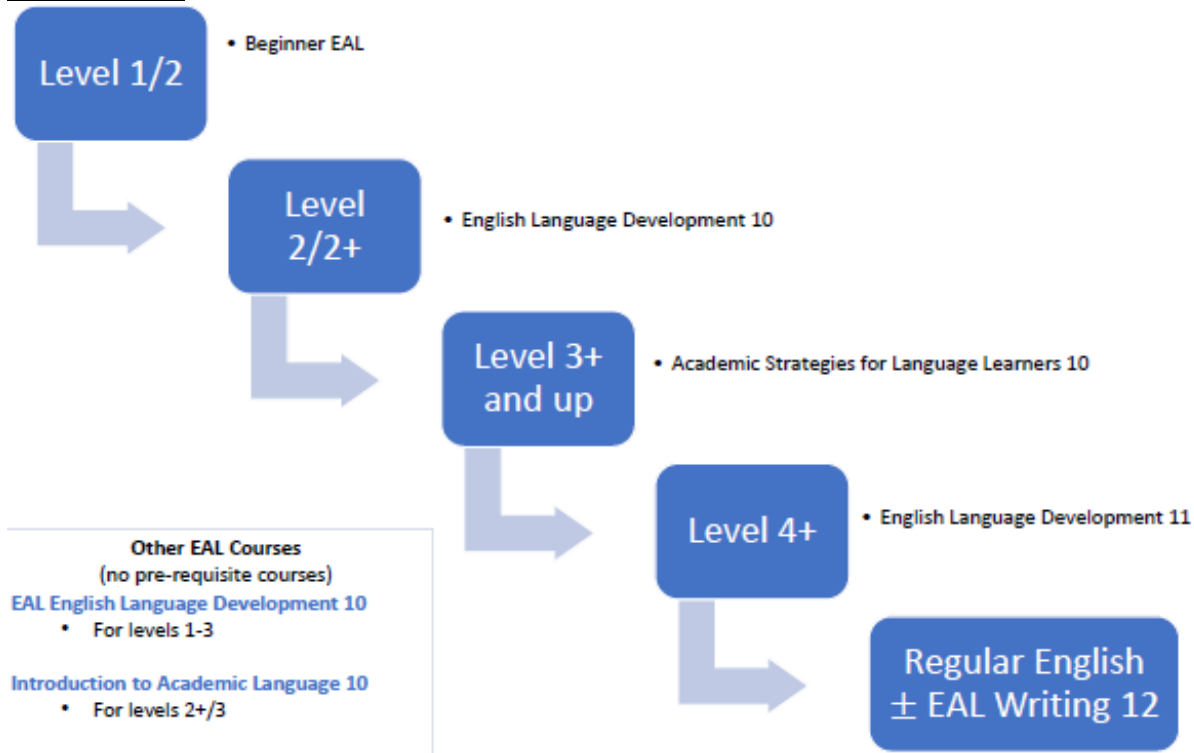 Level 1/2
• Beginner EAL
Level
2/2+
• English Language Development 10
Level 3+
and up
• Academic Strategies for Language Learners 10
Level 4+
• English Language Development 11
Regular English
± EAL Writing 12
Other EAL Courses
(no pre-requisite courses)
EAL English Language Development 10
• For levels 1-3
Introduction to Academic Language 10
• For levels 2+/3